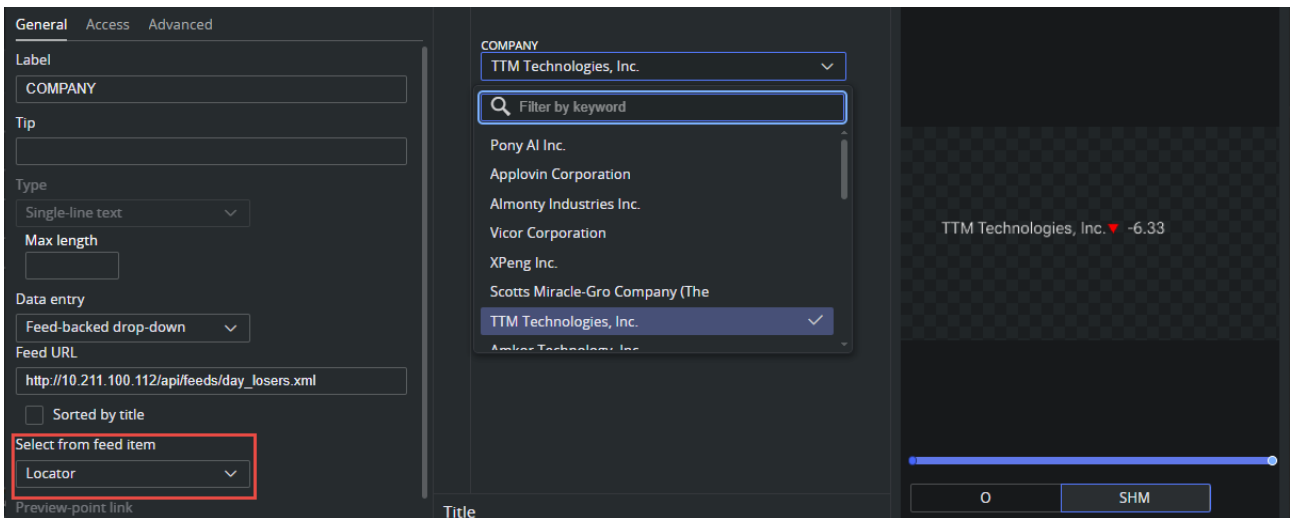 General Access Advanced
Label
COMPANY
Tip
Type
Single-line text
Max length
Data entry
Feed-backed drop-down
Feed URL
http://10.211.100.112/api/feeds/day_losers.xml
Sorted by title
Select from feed item
Locator
Preview-point link
COMPANY
TTM Technologies, Inc.
Filter by keyword
Pony AI Inc.
Applovin Corporation
Almonty Industries Inc.
Vicor Corporation
XPeng Inc.
Scotts Miracle-Gro Company (The
TTM Technologies, Inc.
Amkor Technology, Inc.
Title
TTM Technologies, Inc.▼ -6.33
O SHM